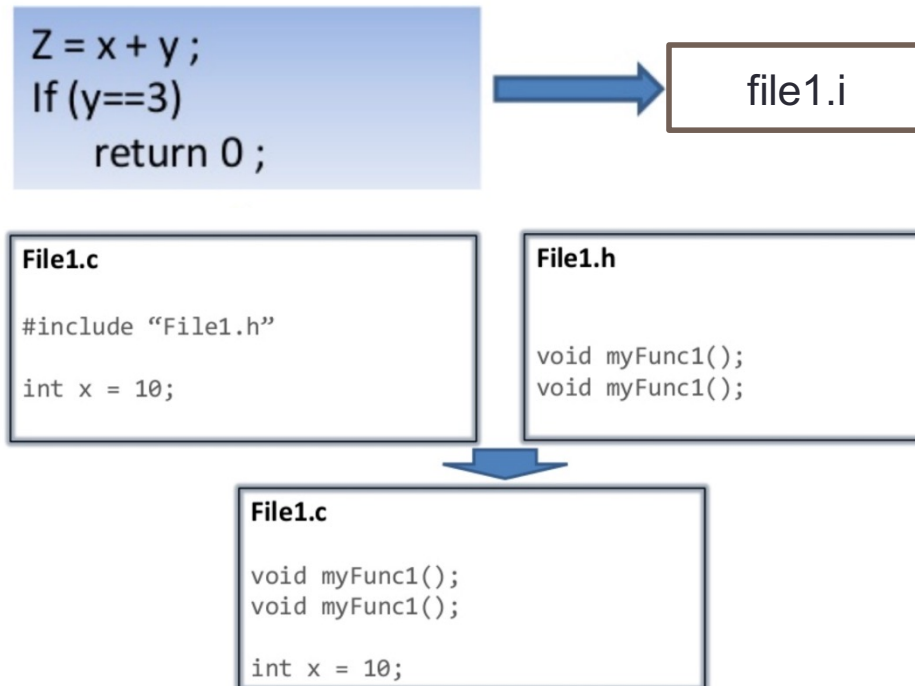 Z = x + y ;
If (y==3)
return 0 ;
file1.i
File1.c
#include “File1.h”
int x = 10;
File1.h
void myFunc1();
void myFunc1();
File1.c
void myFunc1();
void myFunc1();
int x = 10;